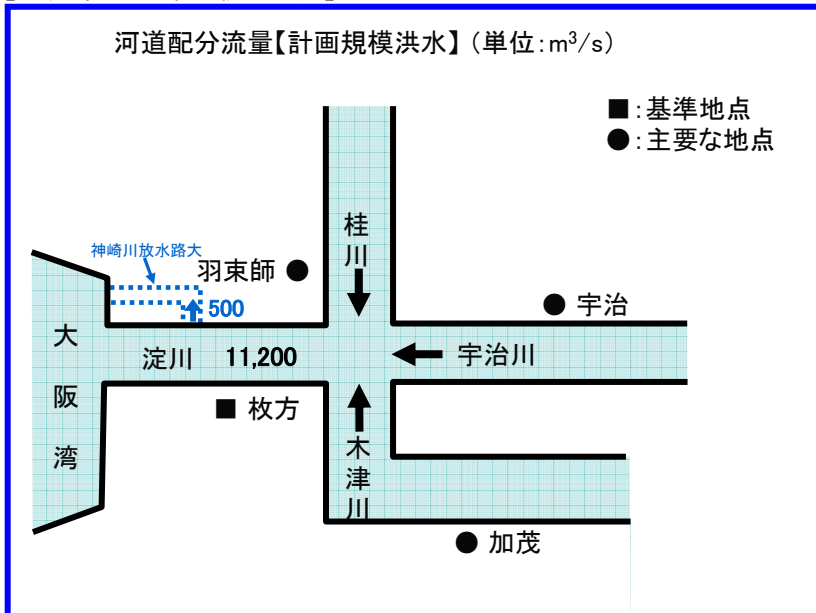 河道配分流量【計画規模洪水】（単位：m³/s）
■：基準地点
●：主要な地点
桂川
神崎川放水路大
羽束師 ●
500
● 宇治
大阪湾
淀川 11,200
宇治川
■ 枚方
木津川
● 加茂